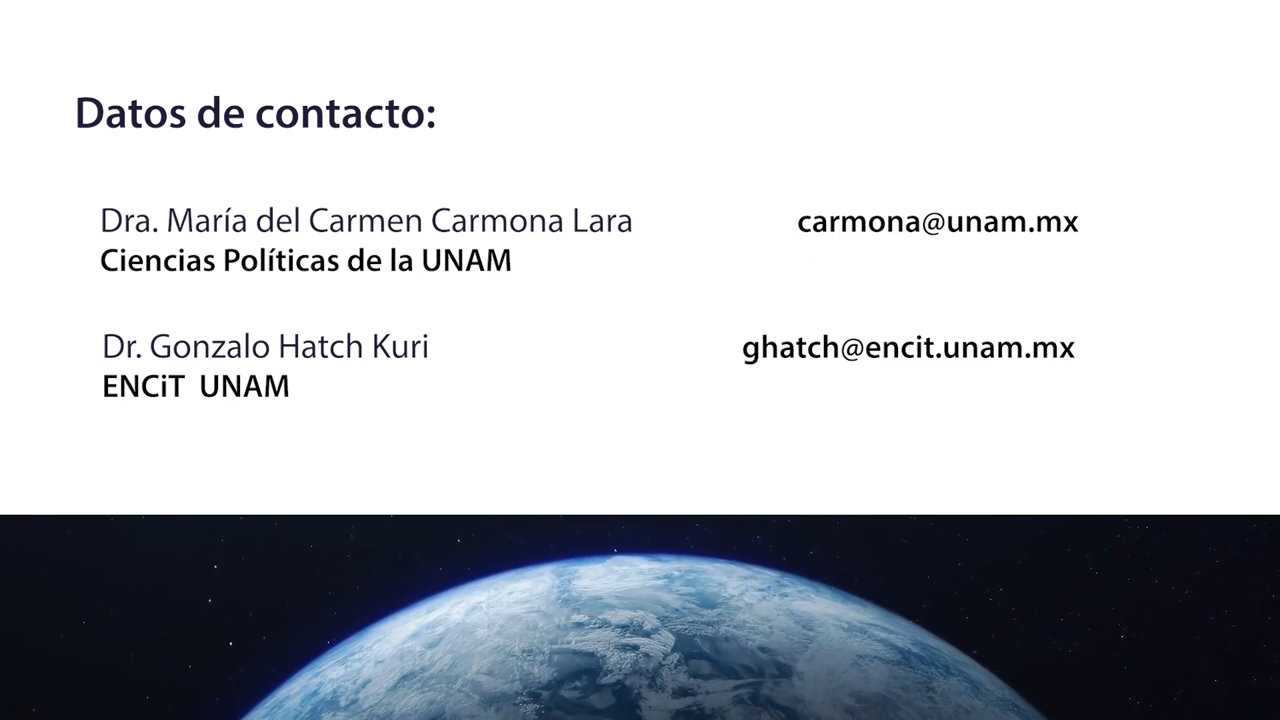 Datos de contacto:
Dra. María del Carmen Carmona Lara carmona@unam.mx
Ciencias Políticas de la UNAM
Dr. Gonzalo Hatch Kuri ghatch@encit.unam.mx
ENCiT UNAM